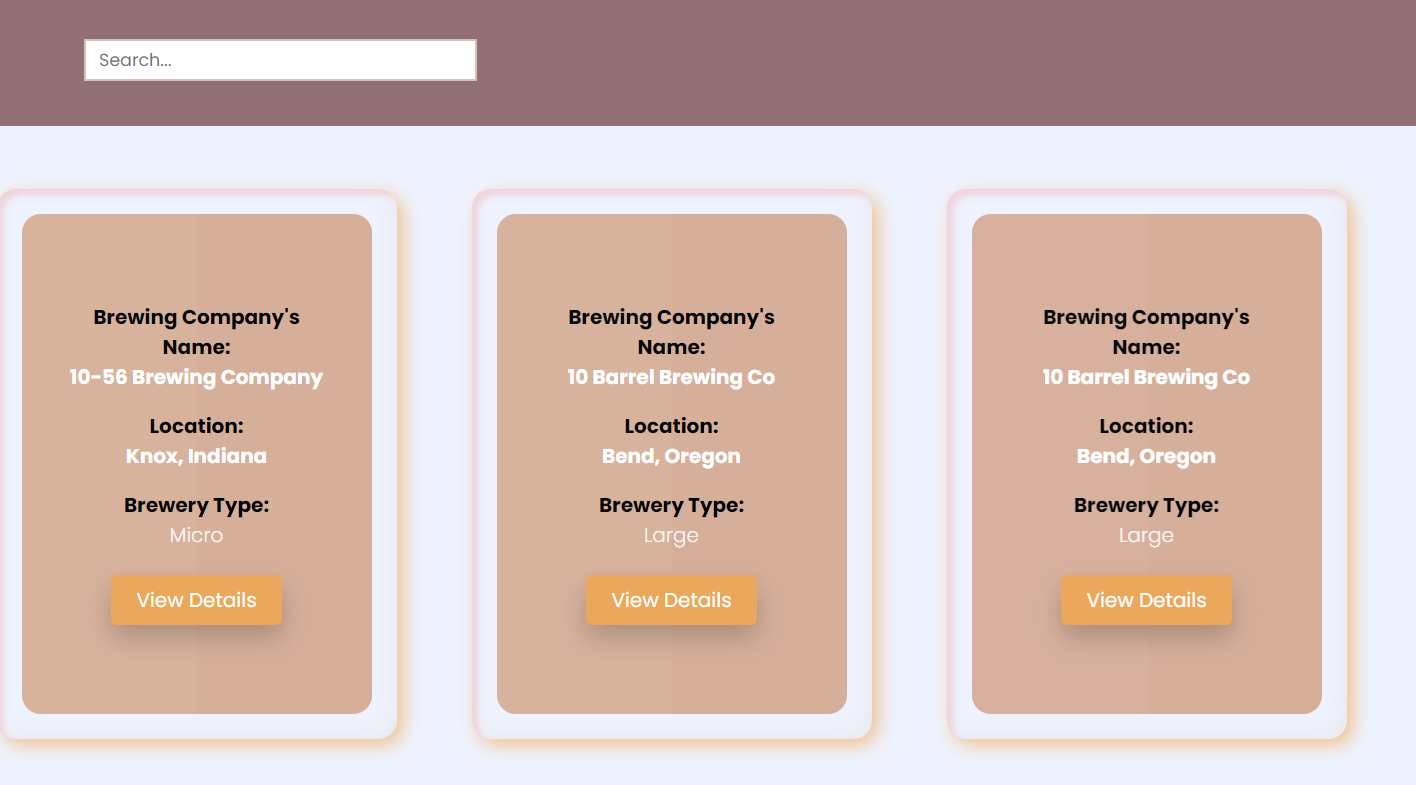 Search...
Brewing Company's
Name:
10-56 Brewing Company
Location:
Knox, Indiana
Brewery Type:
Micro
View Details
Brewing Company's
Name:
10 Barrel Brewing Co
Location:
Bend, Oregon
Brewery Type:
Large
View Details
Brewing Company's
Name:
10 Barrel Brewing Co
Location:
Bend, Oregon
Brewery Type:
Large
View Details